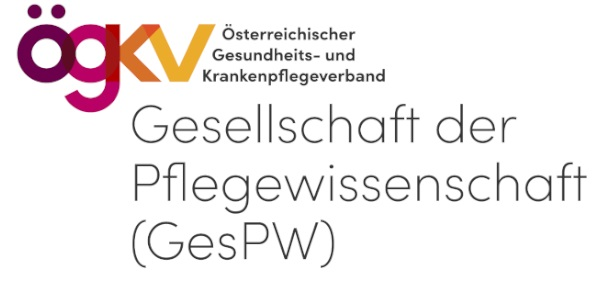 ögkv
Österreichischer
Gesundheits- und
Krankenpflegeverband
Gesellschaft der
Pflegewissenschaft
(GesPW)